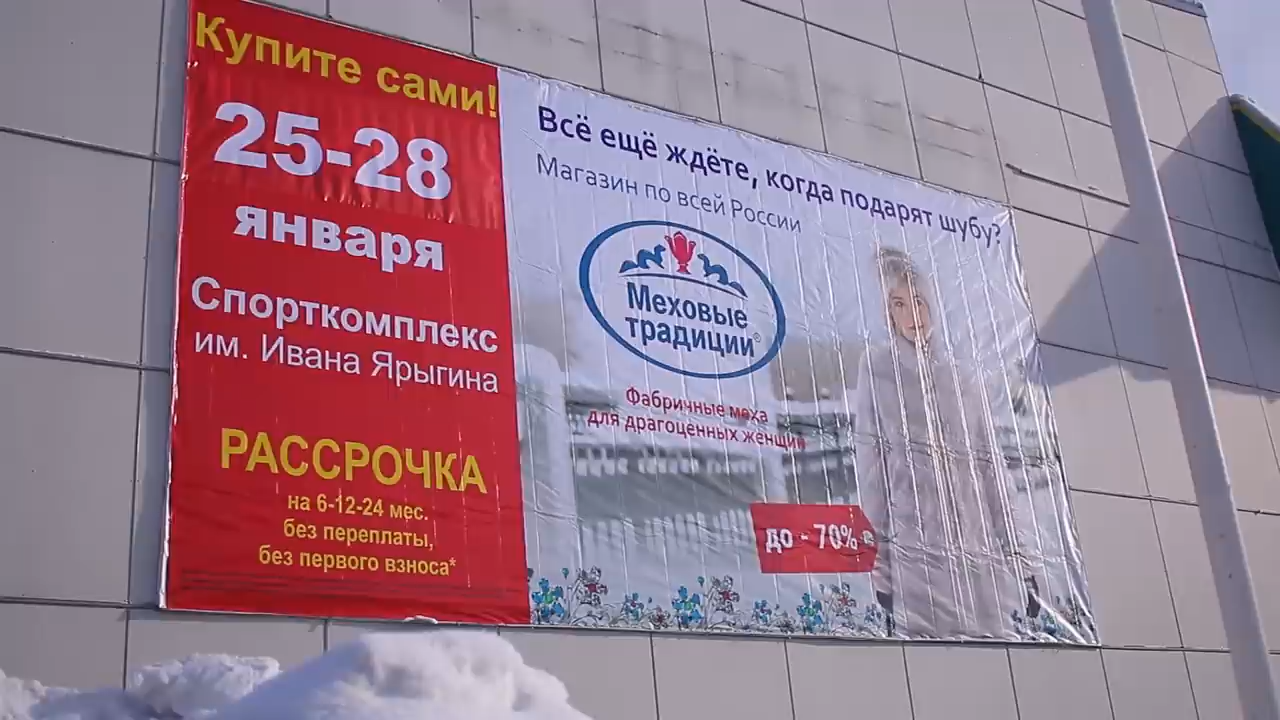 Купите сами!
25-28
января
Спорткомплекс
им. Ивана Ярыгина
РАССРОЧКА
на 6-12-24 мес.
без переплаты,
без первого взноса*
Всё ещё ждёте, когда подарят шубу?
Магазин по всей России
Меховые
традиции®
Фабричные меха
для драгоценных женщин
до - 70%